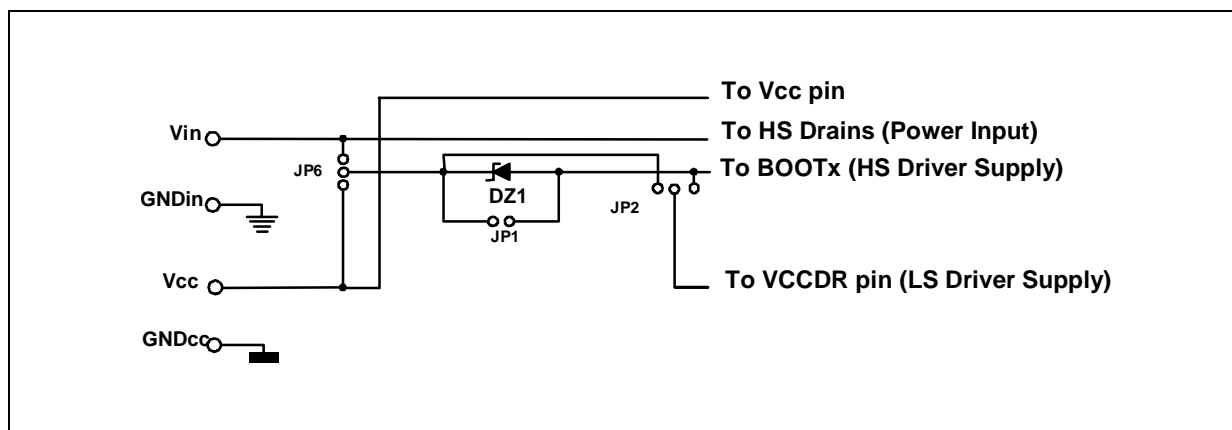 To Vcc pin
Vin
To HS Drains (Power Input)
JP6
To BOOTx (HS Driver Supply)
DZ1
GNDin
JP2
JP1
Vcc
To VCCDR pin (LS Driver Supply)
GNDcc